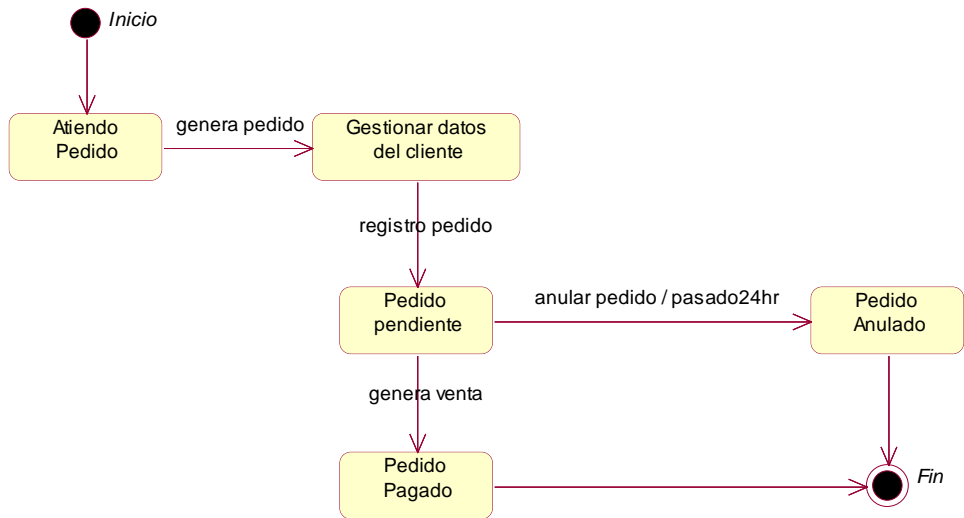 Inicio
Atiendo
Pedido
genera pedido
Gestionar datos
del cliente
registro pedido
Pedido
pendiente
anular pedido / pasado24hr
Pedido
Anulado
genera venta
Pedido
Pagado
Fin